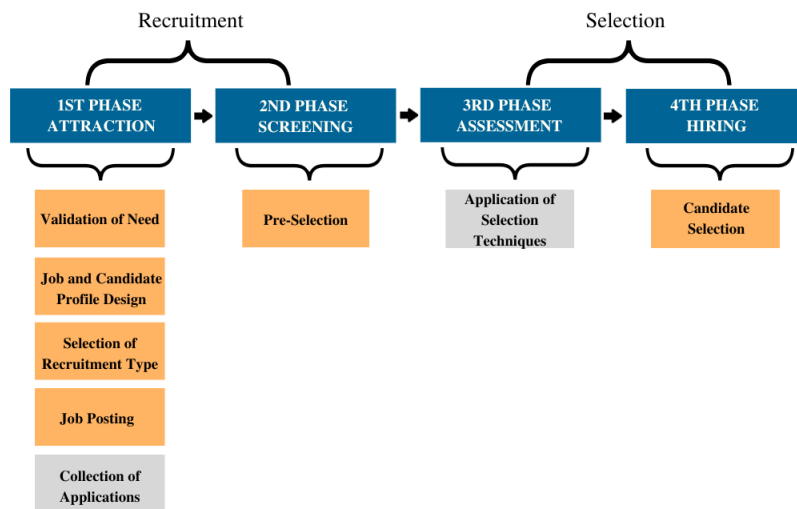 Recruitment
Selection
1ST PHASE
ATTRACTION
2ND PHASE
SCREENING
3RD PHASE
ASSESSMENT
4TH PHASE
HIRING
Validation of Need
Job and Candidate
Profile Design
Selection of
Recruitment Type
Job Posting
Collection of
Applications
Pre-Selection
Application of
Selection
Techniques
Candidate
Selection